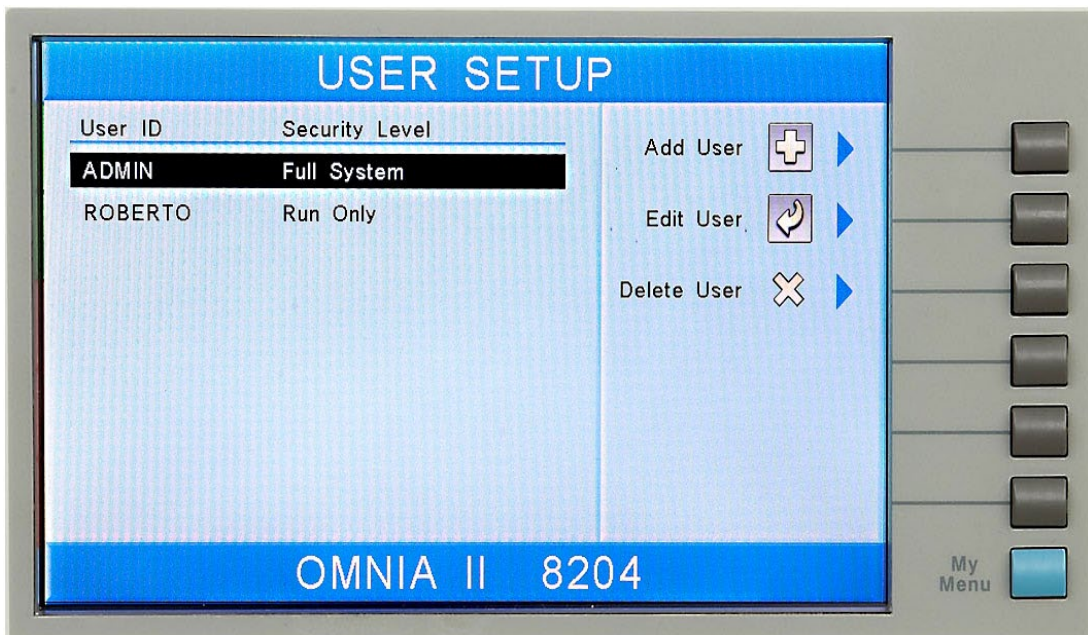 USER SETUP
User ID Security Level
ADMIN Full System
ROBERTO Run Only
Add User
Edit User
Delete User
OMNIA II 8204
My
Menu